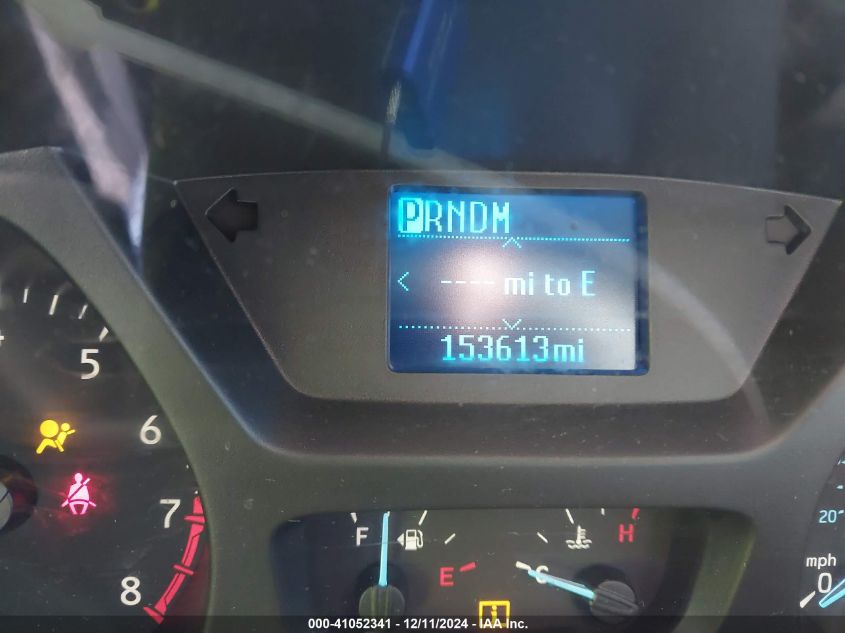 PRNDM
< ---- mi to E
153613mi
5
6
7
8
F
E
H
C
20
mph
0
000-41052341 - 12/11/2024 - IAA Inc.